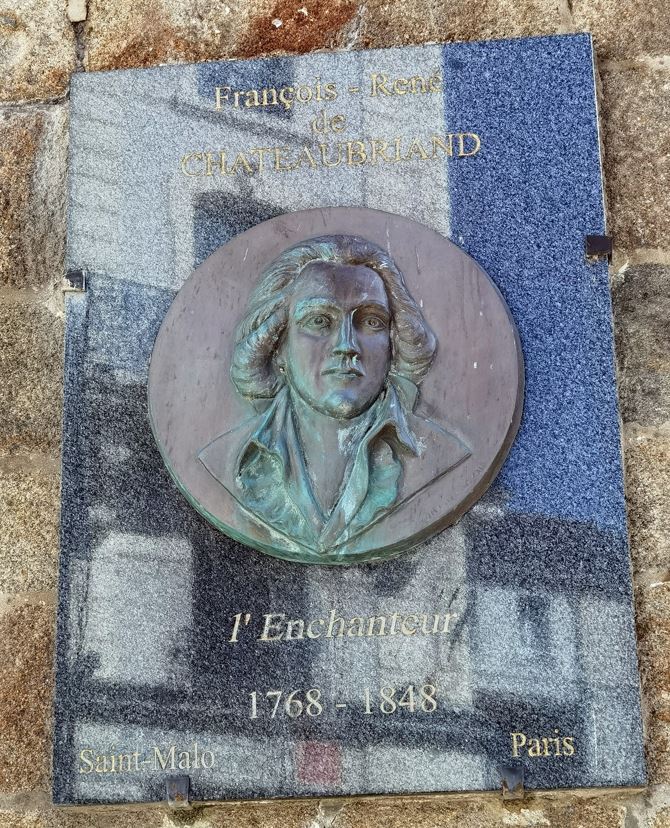 François - René
de
CHATEAUBRIAND
l'Enchanteur
1768 - 1848
Saint-Malo Paris